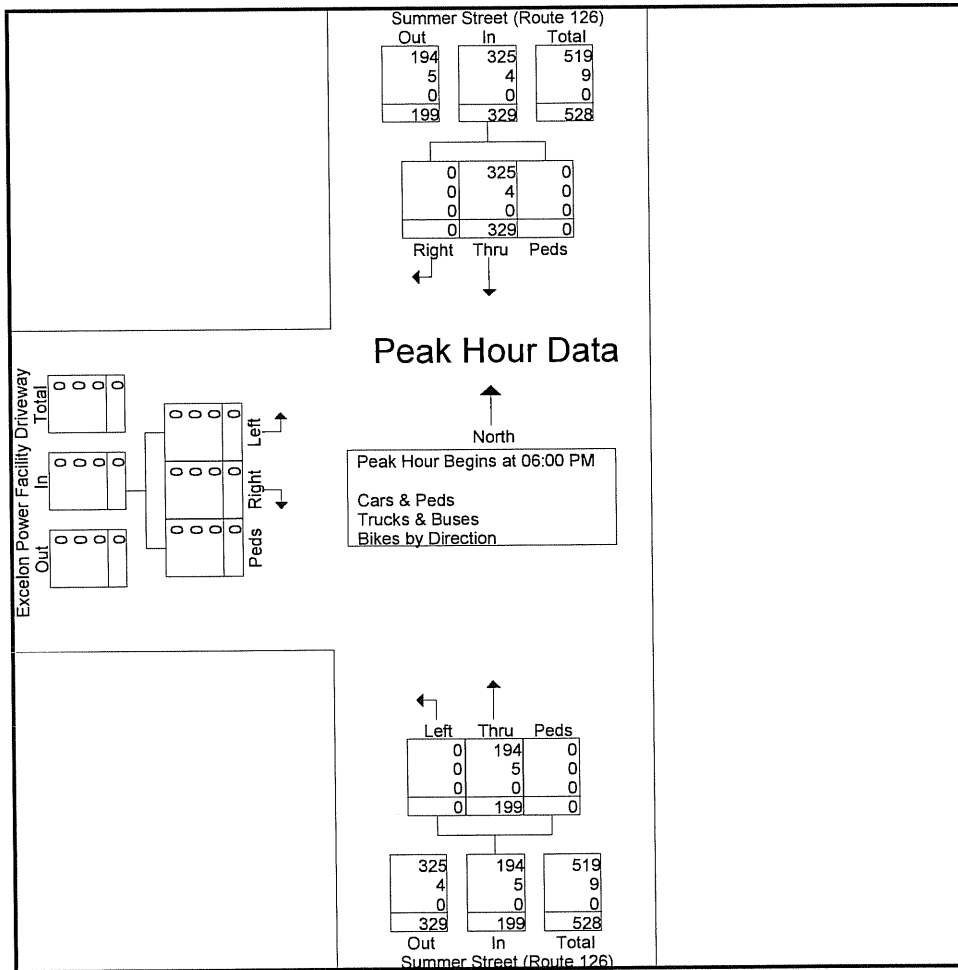 Summer Street (Route 126)
Out In Total
194 325 519
5 4 9
0 0 0
199 329 528
0 325 0
0 4 0
0 0 0
0 329 0
Right Thru Peds
Peak Hour Data
North
Peak Hour Begins at 06:00 PM
Cars & Peds
Trucks & Buses
Bikes by Direction
Excelon Power Facility Driveway
Out In Total
0 0 0
0 0 0
0 0 0
0 0 0
0 0 0
0 0 0
0 0 0
0 0 0
Peds Right Left
Left Thru Peds
0 194 0
0 5 0
0 0 0
0 199 0
325 194 519
4 5 9
0 0 0
329 199 528
Out In Total
Summer Street (Route 126)